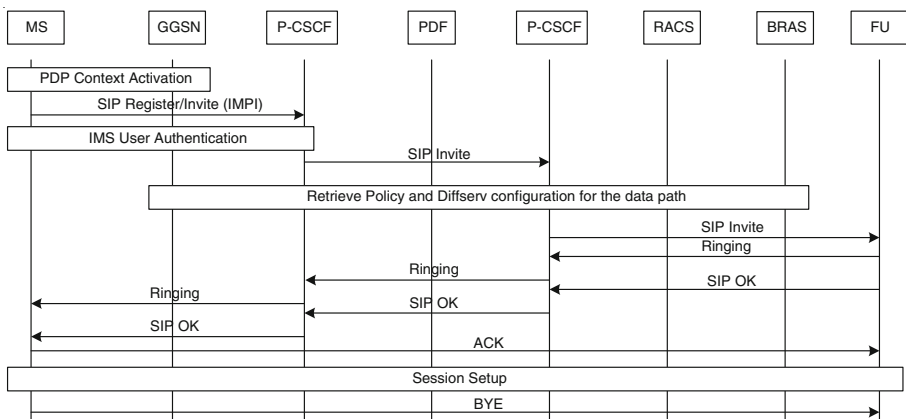 MS GGSN P-CSCF PDF P-CSCF RACS BRAS FU
PDP Context Activation
SIP Register/Invite (IMPI)
IMS User Authentication
SIP Invite
Retrieve Policy and Diffserv configuration for the data path
SIP Invite
Ringing
Ringing
SIP OK
Ringing
SIP OK
SIP OK
ACK
Session Setup
BYE